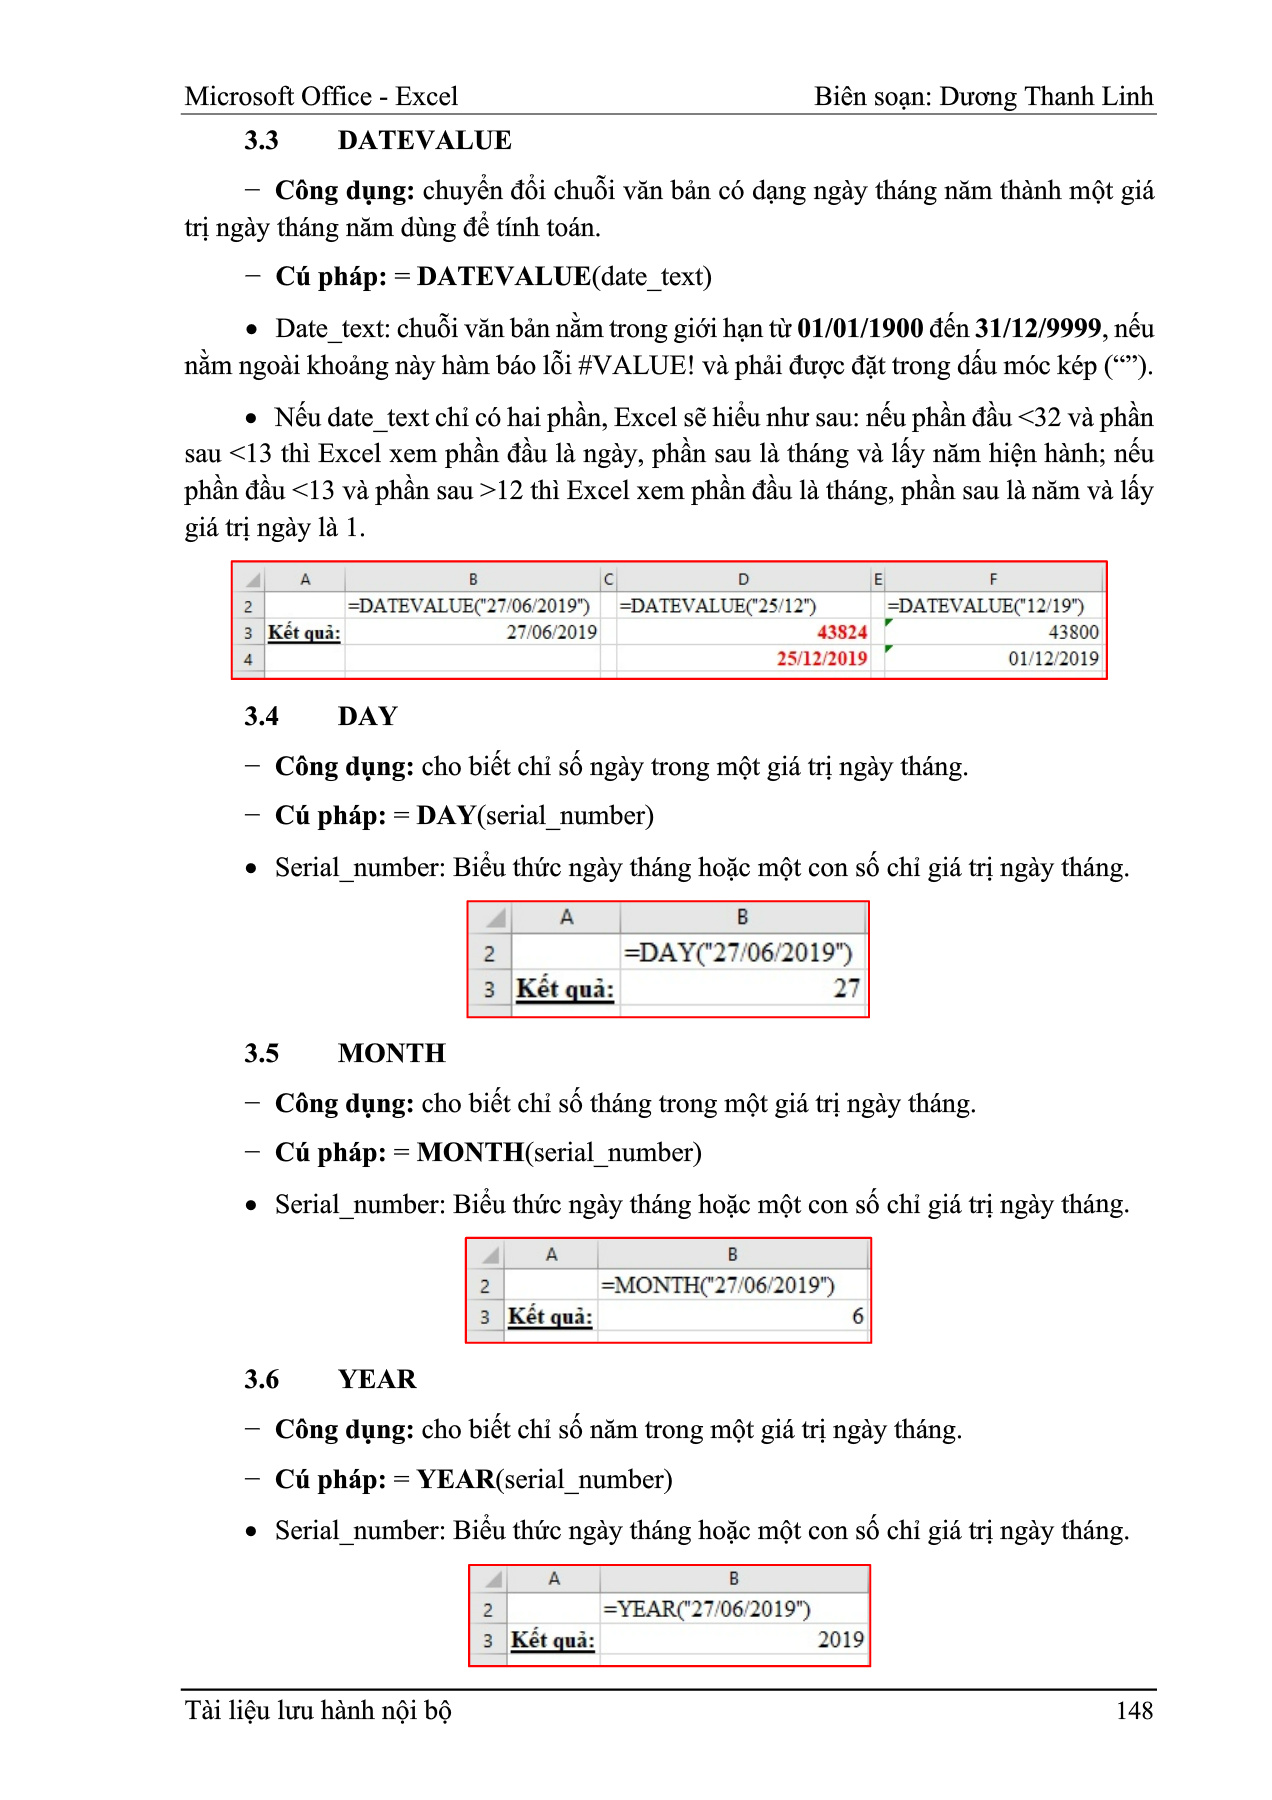 Microsoft Office - Excel Biên soạn: Dương Thanh Linh
3.3 DATEVALUE
− Công dụng: chuyển đổi chuỗi văn bản có dạng ngày tháng năm thành một giá
trị ngày tháng năm dùng để tính toán.
− Cú pháp: = DATEVALUE(date_text)
• Date_text: chuỗi văn bản nằm trong giới hạn từ 01/01/1900 đến 31/12/9999, nếu
nằm ngoài khoảng này hàm báo lỗi #VALUE! và phải được đặt trong dấu móc kép (“”).
• Nếu date_text chỉ có hai phần, Excel sẽ hiểu như sau: nếu phần đầu <32 và phần
sau <13 thì Excel xem phần đầu là ngày, phần sau là tháng và lấy năm hiện hành; nếu
phần đầu <13 và phần sau >12 thì Excel xem phần đầu là tháng, phần sau là năm và lấy
giá trị ngày là 1.
A B C D E F
2 =DATEVALUE("27/06/2019") =DATEVALUE("25/12") =DATEVALUE("12/19")
3 Kết quả: 27/06/2019 43824 43800
4 25/12/2019 01/12/2019
3.4 DAY
− Công dụng: cho biết chỉ số ngày trong một giá trị ngày tháng.
− Cú pháp: = DAY(serial_number)
• Serial_number: Biểu thức ngày tháng hoặc một con số chỉ giá trị ngày tháng.
A B
2 =DAY("27/06/2019")
3 Kết quả: 27
3.5 MONTH
− Công dụng: cho biết chỉ số tháng trong một giá trị ngày tháng.
− Cú pháp: = MONTH(serial_number)
• Serial_number: Biểu thức ngày tháng hoặc một con số chỉ giá trị ngày tháng.
A B
2 =MONTH("27/06/2019")
3 Kết quả: 6
3.6 YEAR
− Công dụng: cho biết chỉ số năm trong một giá trị ngày tháng.
− Cú pháp: = YEAR(serial_number)
• Serial_number: Biểu thức ngày tháng hoặc một con số chỉ giá trị ngày tháng.
A B
2 =YEAR("27/06/2019")
3 Kết quả: 2019
Tài liệu lưu hành nội bộ 148